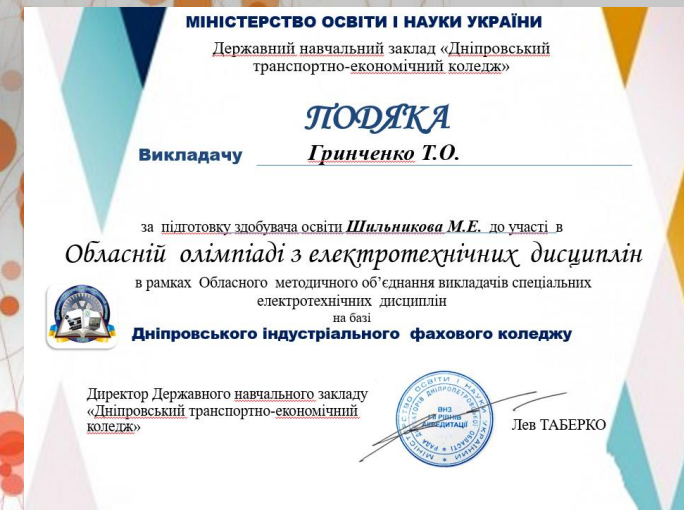 МІНІСТЕРСТВО ОСВІТИ І НАУКИ УКРАЇНИ
Державний навчальний заклад «Дніпровський
транспортно-економічний коледж»
ПОДЯКА
Викладачу Гринченко Т.О.
за підготовку здобувача освіти Шильникова М.Е. до участі в
Обласній олімпіаді з електротехнічних дисциплін
в рамках Обласного методичного об’єднання викладачів спеціальних
електротехнічних дисциплін
на базі
Дніпровського індустріального фахового коледжу
Директор Державного навчального закладу
«Дніпровський транспортно-економічний
коледж»
ВНЗ
АКРЕДИТАЦІЇ
Лев ТАБЕРКО